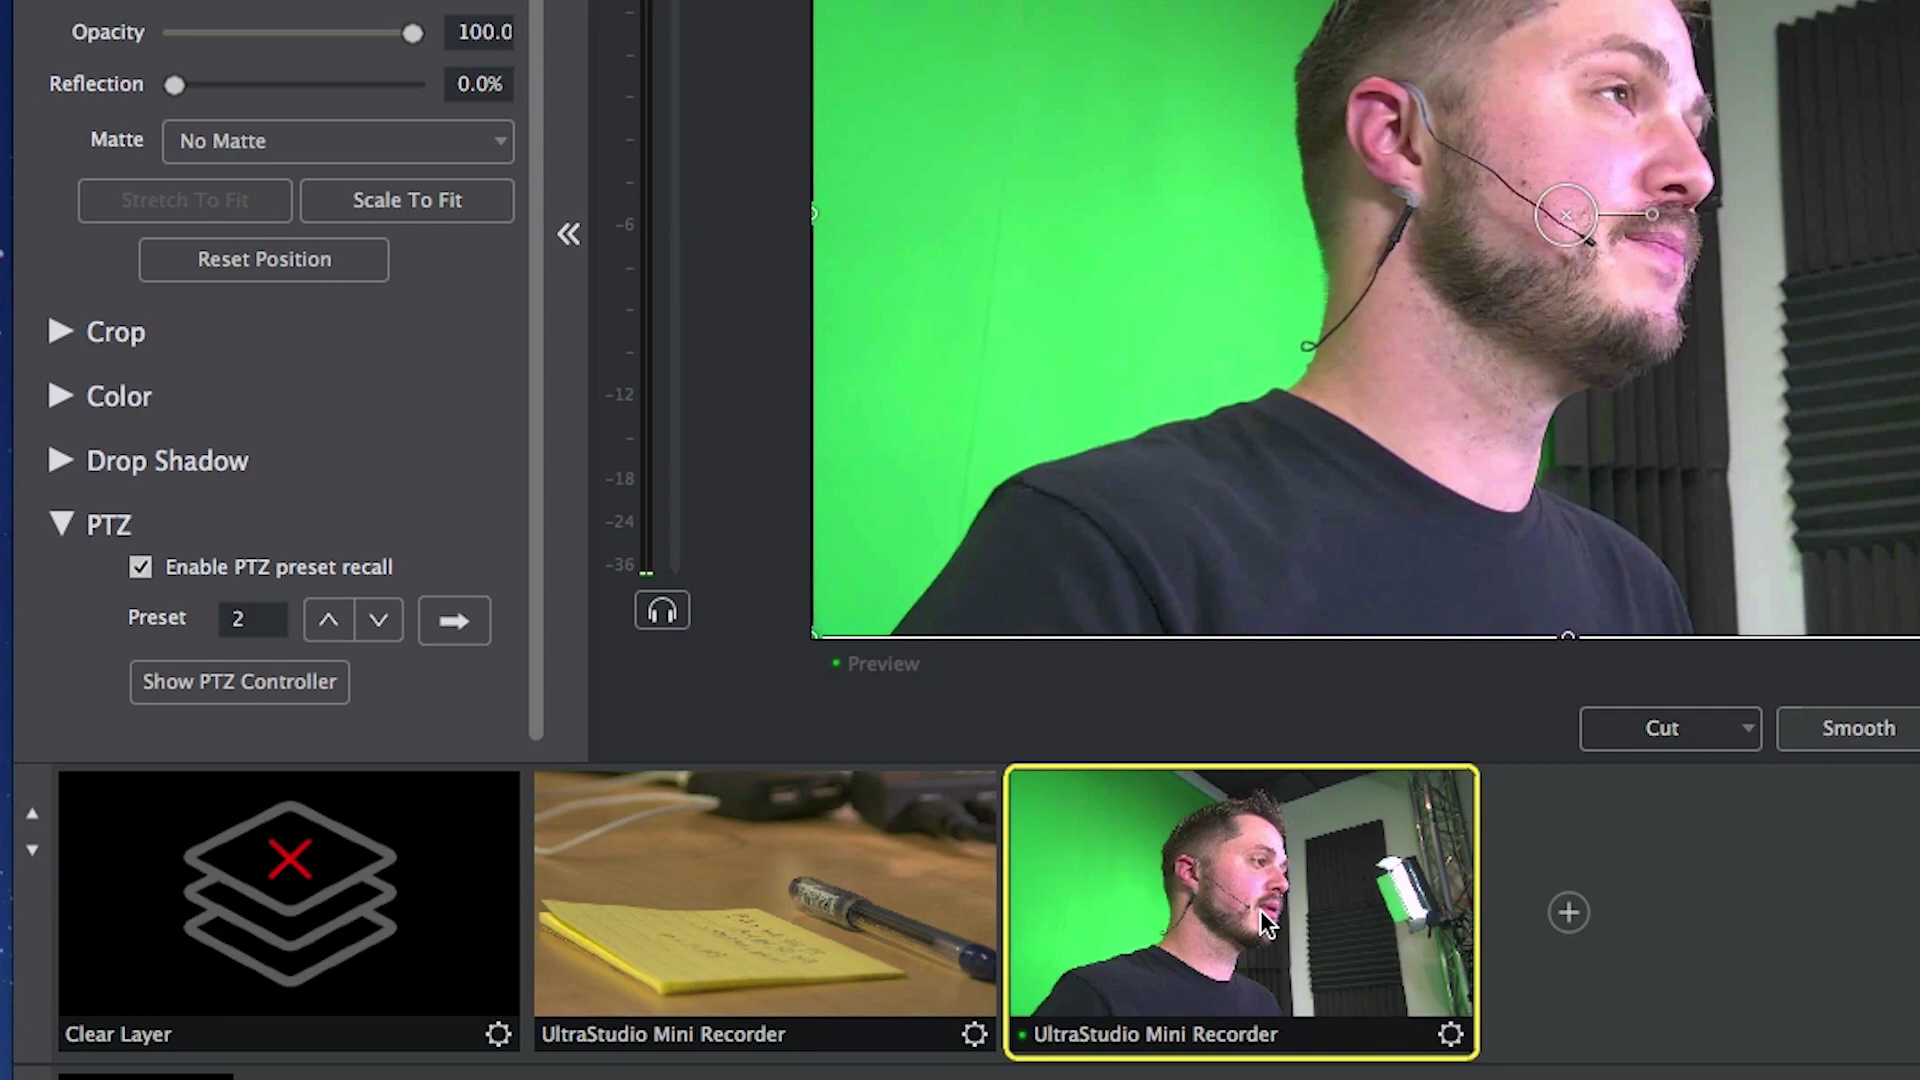 Opacity 100.0
Reflection 0.0%
Matte No Matte
Stretch To Fit Scale To Fit
Reset Position
Crop
Color
Drop Shadow
PTZ
Enable PTZ preset recall
Preset 2
Show PTZ Controller
-6
-12
-18
-24
-36
Preview
Cut Smooth
Clear Layer
UltraStudio Mini Recorder
UltraStudio Mini Recorder